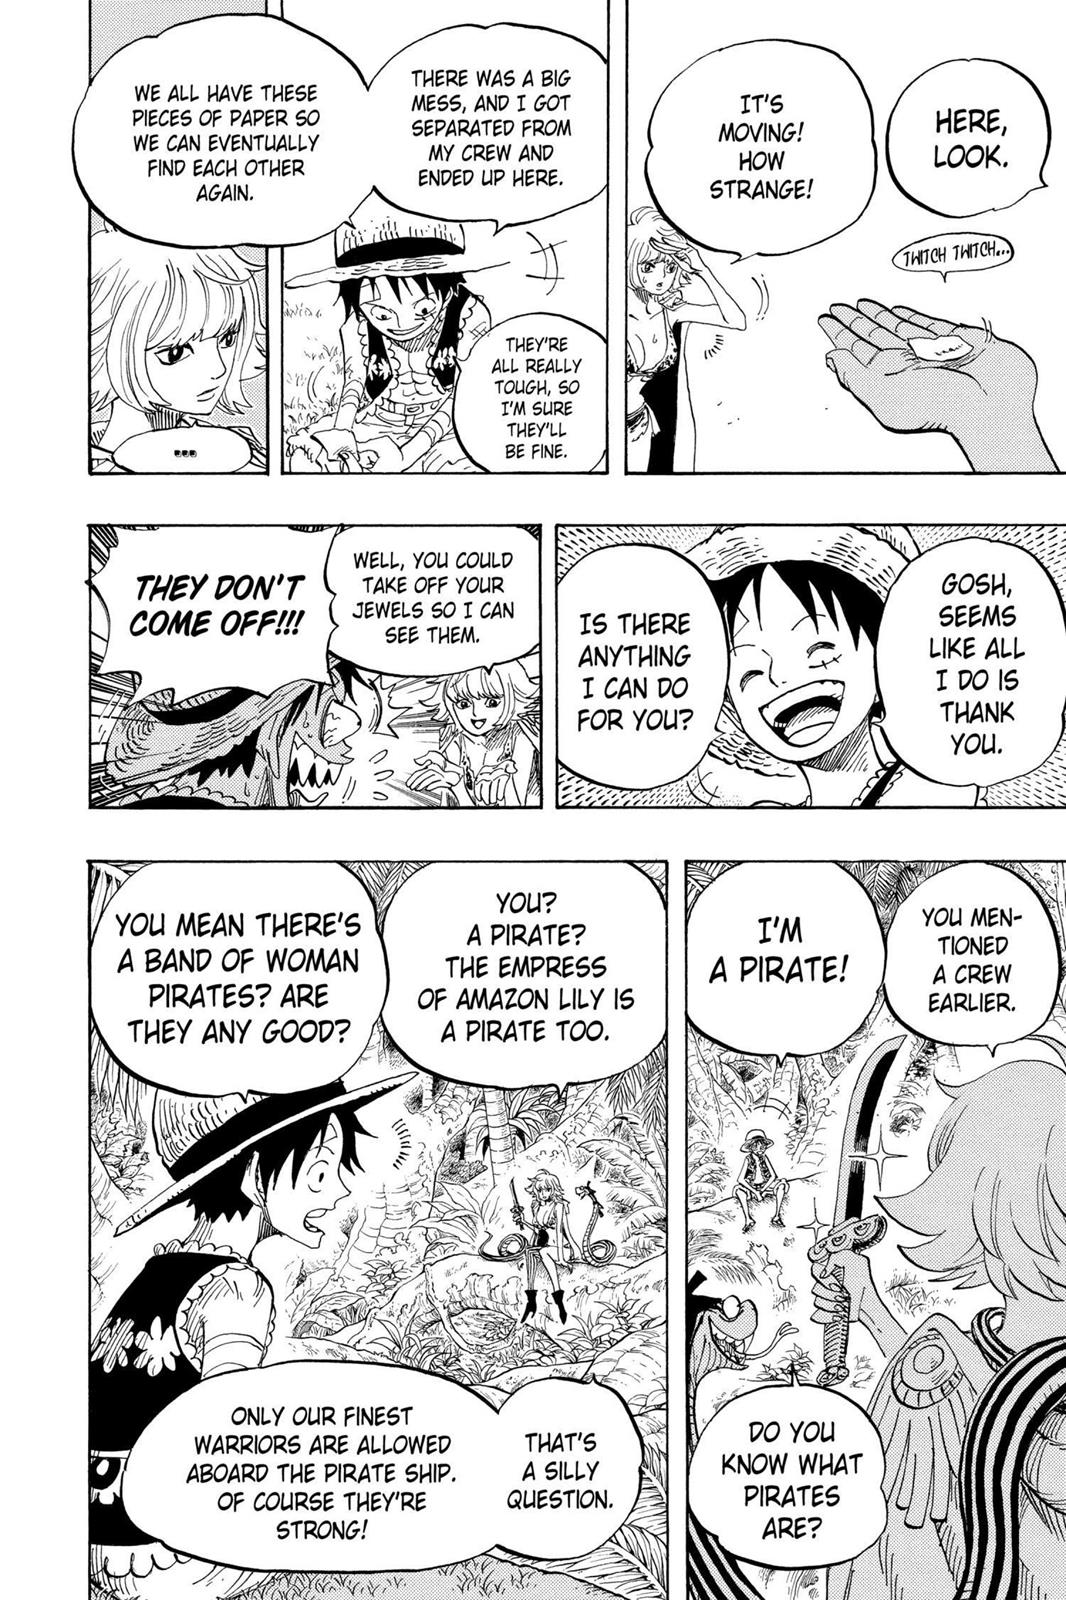 HERE,
LOOK.
TWITCH TWITCH...
IT'S
MOVING!
HOW
STRANGE!
THERE WAS A BIG
MESS, AND I GOT
SEPARATED FROM
MY CREW AND
ENDED UP HERE.
WE ALL HAVE THESE
PIECES OF PAPER SO
WE CAN EVENTUALLY
FIND EACH OTHER
AGAIN.
THEY'RE
ALL REALLY
TOUGH, SO
I'M SURE
THEY'LL
BE FINE.
...
GOSH,
SEEMS
LIKE ALL
I DO IS
THANK
YOU.
IS THERE
ANYTHING
I CAN DO
FOR YOU?
WELL, YOU COULD
TAKE OFF YOUR
JEWELS SO I CAN
SEE THEM.
THEY DON'T
COME OFF!!!
YOU MEN-
TIONED
A CREW
EARLIER.
I'M
A PIRATE!
DO YOU
KNOW WHAT
PIRATES
ARE?
YOU?
A PIRATE?
THE EMPRESS
OF AMAZON LILY IS
A PIRATE TOO.
YOU MEAN THERE'S
A BAND OF WOMAN
PIRATES? ARE
THEY ANY GOOD?
THAT'S
A SILLY
QUESTION.
ONLY OUR FINEST
WARRIORS ARE ALLOWED
ABOARD THE PIRATE SHIP.
OF COURSE THEY'RE
STRONG!